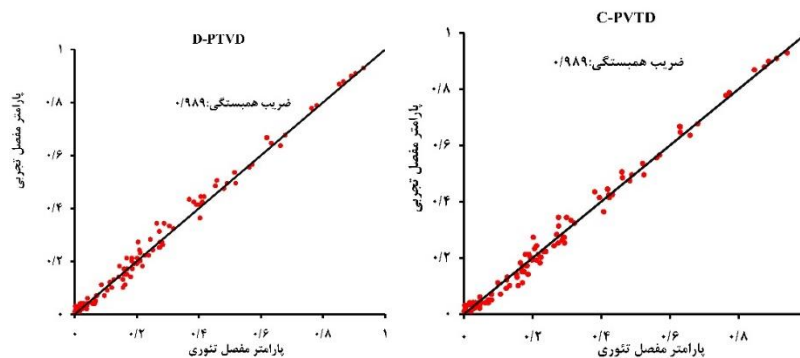 D-PTVD
ضریب همبستگی:۰/۹۸۹
پارامتر مفصل تجربی
۱
۰/۸
۰/۶
۰/۴
۰/۲
۰
۰
۰/۲
۰/۴
۰/۶
۰/۸
۱
پارامتر مفصل تئوری
C-PVTD
ضریب همبستگی:۰/۹۸۹
پارامتر مفصل تجربی
۱
۰/۸
۰/۶
۰/۴
۰/۲
۰
۰
۰/۲
۰/۴
۰/۶
۰/۸
پارامتر مفصل تئوری